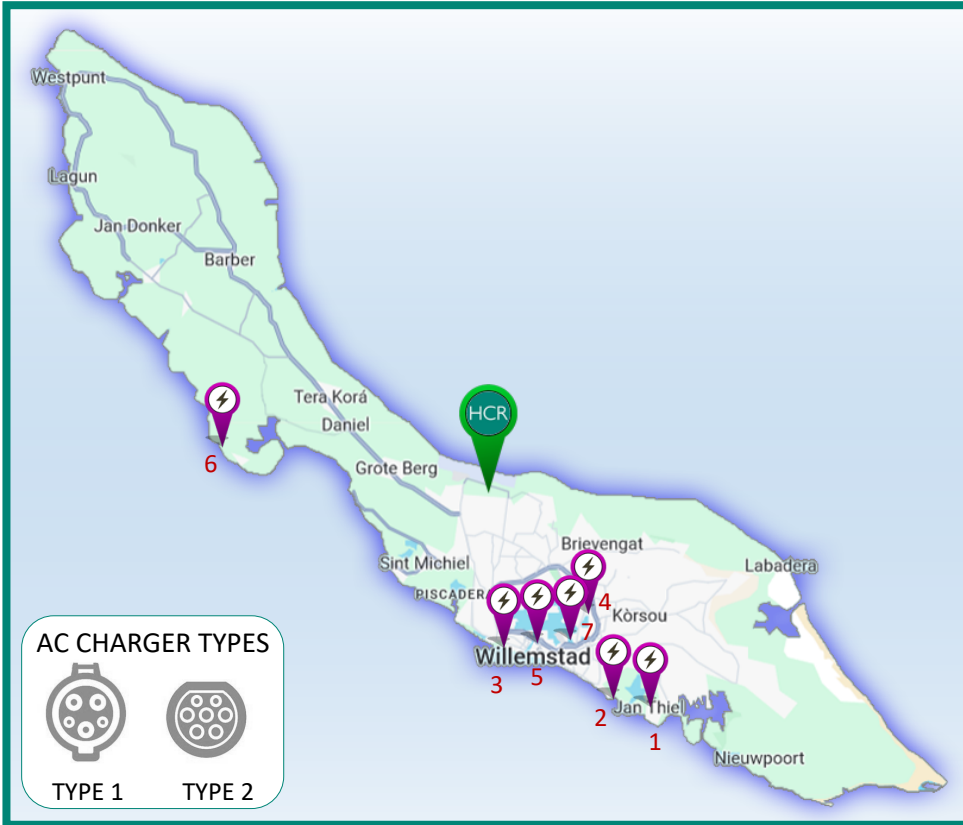 Westpunt
Lagun
Jan Donker
Barber
Tera Korá
Daniel
HCR
Grote Berg
6
Brievengat
Sint Michiel
Labadera
PISCADERA
4
Kòrsou
7
Willemstad
5
3
2
Jan Thiel
1
Nieuwpoort
AC CHARGER TYPES
TYPE 1
TYPE 2